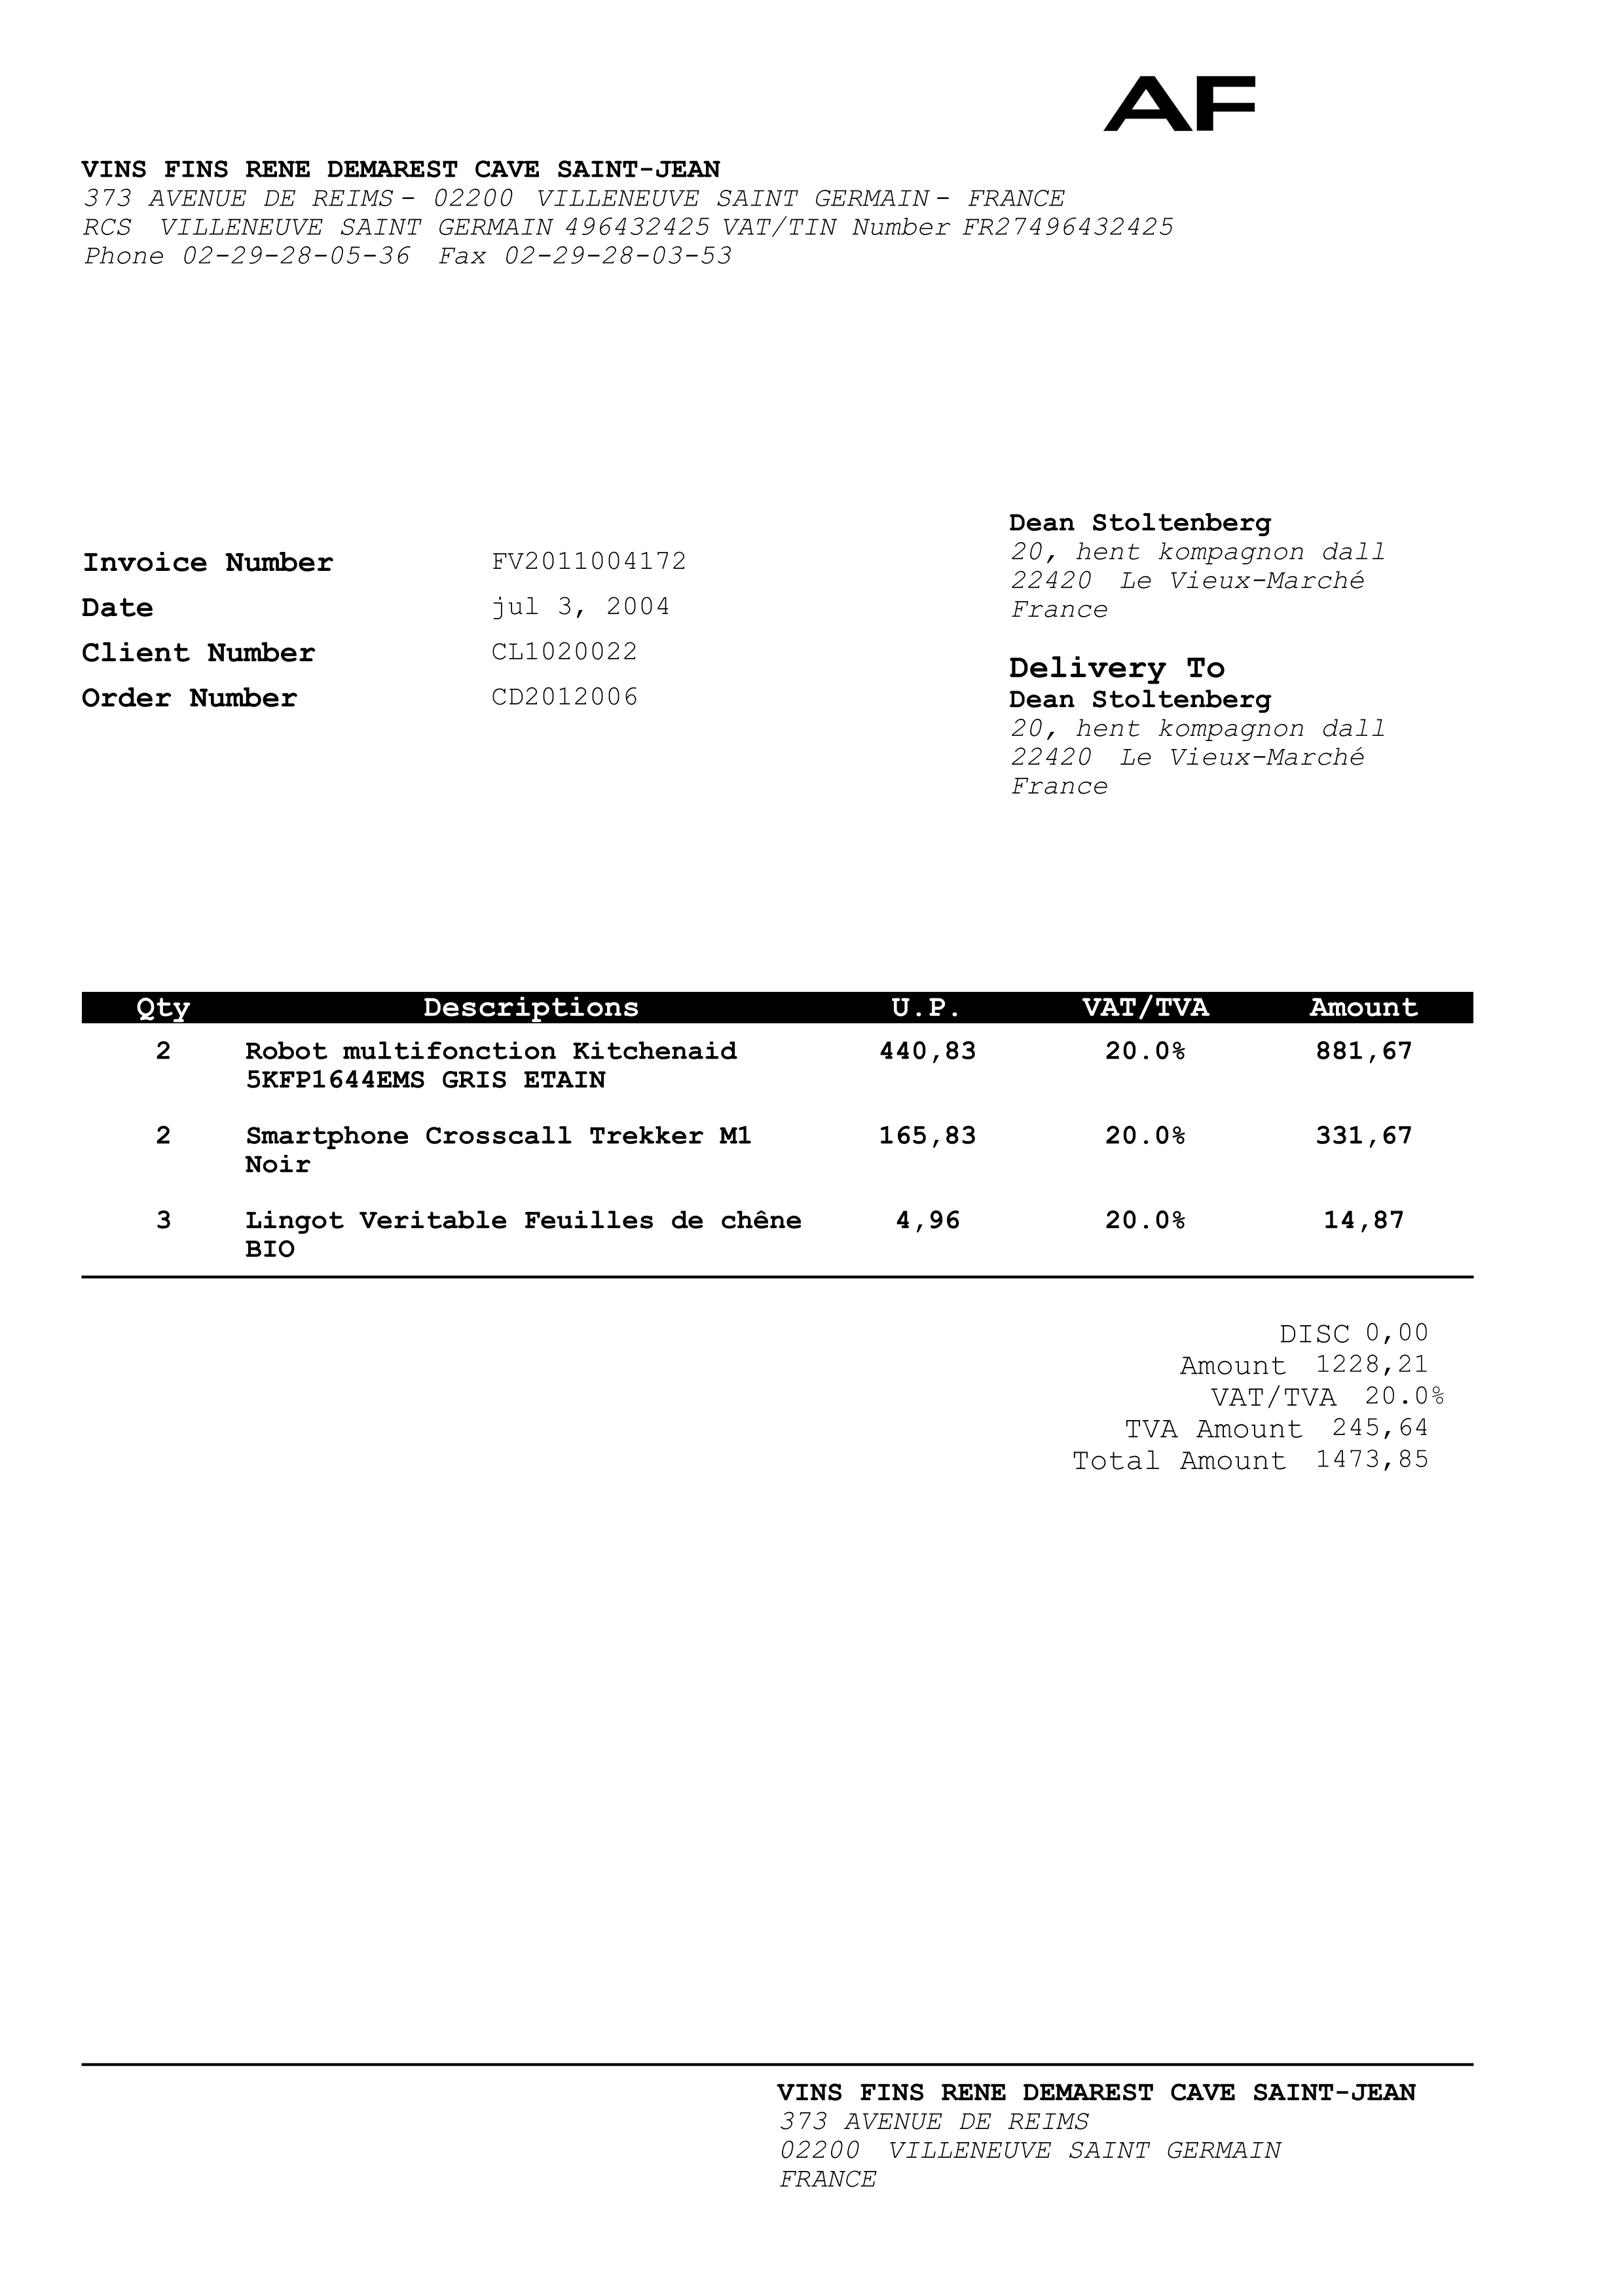 AF
VINS FINS RENE DEMAREST CAVE SAINT-JEAN
373 AVENUE DE REIMS - 02200 VILLENEUVE SAINT GERMAIN - FRANCE
RCS VILLENEUVE SAINT GERMAIN 496432425 VAT/TIN Number FR27496432425
Phone 02-29-28-05-36 Fax 02-29-28-03-53
Invoice Number FV2011004172
Date jul 3, 2004
Client Number CL1020022
Order Number CD2012006
Dean Stoltenberg
20, hent kompagnon dall
22420 Le Vieux-Marché
France
Delivery To
Dean Stoltenberg
20, hent kompagnon dall
22420 Le Vieux-Marché
France
Qty Descriptions U.P. VAT/TVA Amount
2 Robot multifonction Kitchenaid 440,83 20.0% 881,67
5KFP1644EMS GRIS ETAIN
2 Smartphone Crosscall Trekker M1 165,83 20.0% 331,67
Noir
3 Lingot Veritable Feuilles de chêne 4,96 20.0% 14,87
BIO
DISC 0,00
Amount 1228,21
VAT/TVA 20.0%
TVA Amount 245,64
Total Amount 1473,85
VINS FINS RENE DEMAREST CAVE SAINT-JEAN
373 AVENUE DE REIMS
02200 VILLENEUVE SAINT GERMAIN
FRANCE